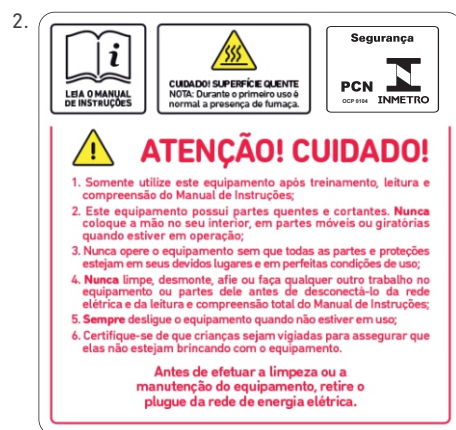 2.
i
LEIA O MANUAL
DE INSTRUÇÕES
CUIDADO! SUPERFÍCIE QUENTE
NOTA: Durante o primeiro uso é
normal a presença de fumaça.
Segurança
PCN
OCP 0104
INMETRO
ATENÇÃO! CUIDADO!
1. Somente utilize este equipamento após treinamento, leitura e
compreensão do Manual de Instruções;
2. Este equipamento possui partes quentes e cortantes. Nunca
coloque a mão no seu interior, em partes móveis ou giratórias
quando estiver em operação;
3. Nunca opere o equipamento sem que todas as partes e proteções
estejam em seus devidos lugares e em perfeitas condições de uso;
4. Nunca limpe, desmonte, afie ou faça qualquer outro trabalho no
equipamento ou partes dele antes de desconectà-lo da rede
elétrica e da leitura e compreensão total do Manual de Instruções;
5. Sempre desligue o equipamento quando não estiver em uso;
6. Certifique-se de que crianças sejam vigiadas para assegurar que
elas não estejam brincando com o equipamento.
Antes de efetuar a limpeza ou a
manutenção do equipamento, retire o
plugue da rede de energia elétrica.